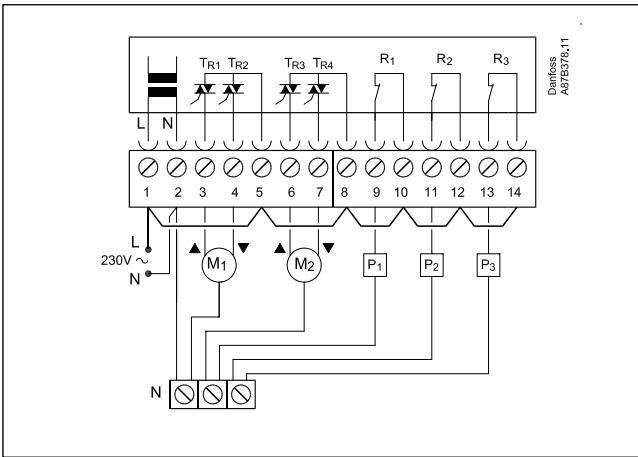 TR1 TR2 TR3 TR4 R1 R2 R3
Danfoss
A87B378.11
L N
1 2 3 4 5 6 7 8 9 10 11 12 13 14
L
230V ~
N
▲ M1 ▼ ▲ M2 ▼ P1 P2 P3
N